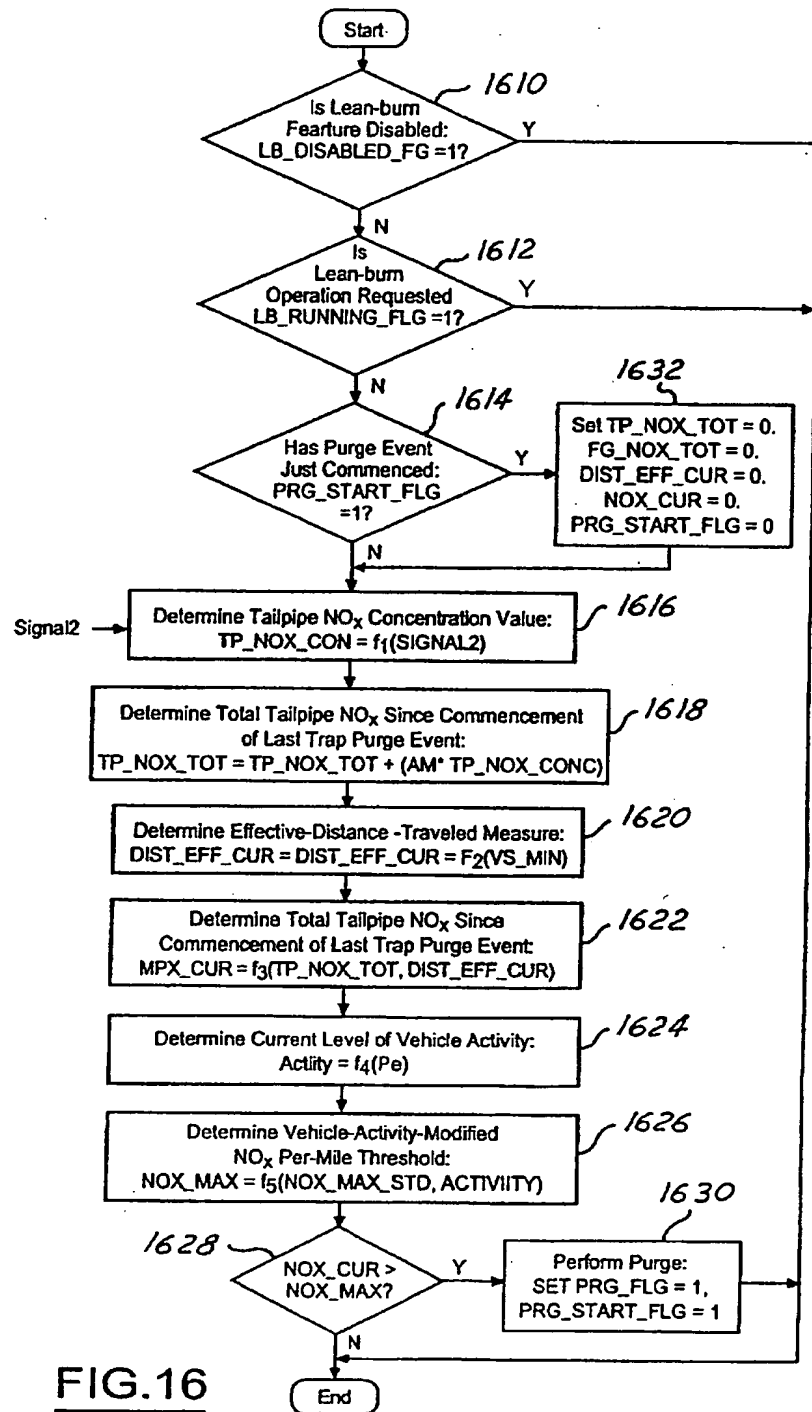 Start
1610
Is Lean-burn
Fearture Disabled:
LB_DISABLED_FG =1?
Y
N
1612
Is
Lean-burn
Operation Requested
LB_RUNNING_FLG =1?
Y
N
1614
Has Purge Event
Just Commenced:
PRG_START_FLG
=1?
Y
N
1632
Set TP_NOX_TOT = 0.
FG_NOX_TOT = 0.
DIST_EFF_CUR = 0.
NOX_CUR = 0.
PRG_START_FLG = 0
Signal2
1616
Determine Tailpipe NOx Concentration Value:
TP_NOX_CON = f1(SIGNAL2)
1618
Determine Total Tailpipe NOx Since Commencement
of Last Trap Purge Event:
TP_NOX_TOT = TP_NOX_TOT + (AM* TP_NOX_CONC)
1620
Determine Effective-Distance -Traveled Measure:
DIST_EFF_CUR = DIST_EFF_CUR = F2(VS_MIN)
1622
Determine Total Tailpipe NOx Since
Commencement of Last Trap Purge Event:
MPX_CUR = f3(TP_NOX_TOT, DIST_EFF_CUR)
1624
Determine Current Level of Vehicle Activity:
Actiity = f4(Pe)
1626
Determine Vehicle-Activity-Modified
NOx Per-Mile Threshold:
NOX_MAX = f5(NOX_MAX_STD, ACTIVIITY)
1628
NOX_CUR >
NOX_MAX?
Y
N
1630
Perform Purge:
SET PRG_FLG = 1,
PRG_START_FLG = 1
End
FIG.16